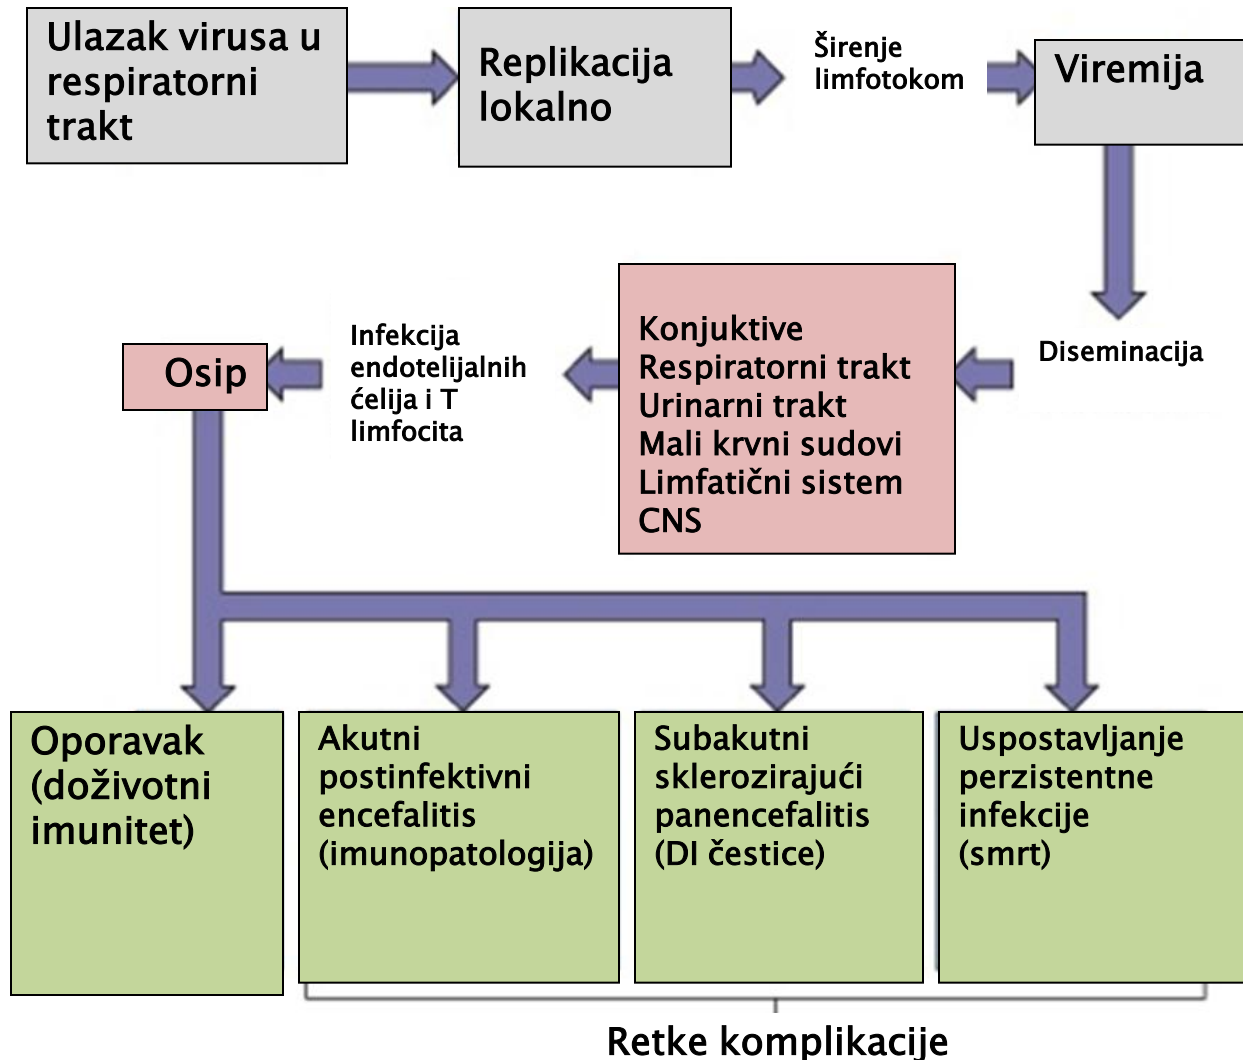 Ulazak virusa u
respiratorni
trakt
Replikacija
lokalno
Širenje
limfotokom
Viremija
Diseminacija
Konjuktive
Respiratorni trakt
Urinarni trakt
Mali krvni sudovi
Limfatični sistem
CNS
Infekcija
endotelijalnih
ćelija i T
limfocita
Osip
Oporavak
(doživotni
imunitet)
Akutni
postinfektivni
encefalitis
(imunopatologija)
Subakutni
sklerozirajući
panencefalitis
(DI čestice)
Uspostavljanje
perzistentne
infekcije
(smrt)
Retke komplikacije